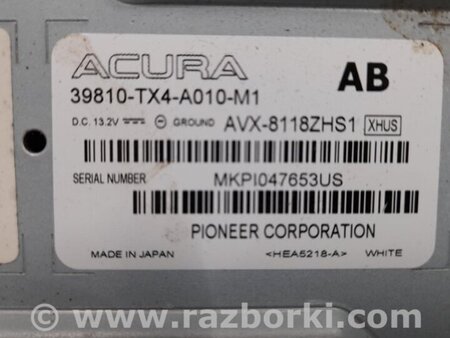 ACURA AB
39810-TX4-A010-M1
D.C. 13.2V ⎓ ⊖ GROUND AVX-8118ZHS1 XHUS
SERIAL NUMBER MKPI047653US
PIONEER CORPORATION
MADE IN JAPAN <HEA5218-A> WHITE
© www.razborki.com